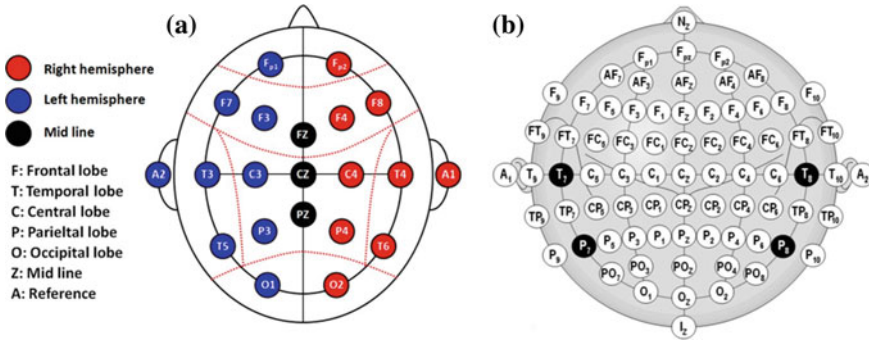 (a)
Right hemisphere
Left hemisphere
Mid line
F: Frontal lobe
T: Temporal lobe
C: Central lobe
P: Parieltal lobe
O: Occipital lobe
Z: Mid line
A: Reference
Fp1 Fp2
F7 F3 F4 F8
FZ
A2 T3 C3 CZ C4 T4 A1
PZ
P3 P4
T5 T6
O1 O2
(b)
Nz
Fp1 Fpz Fp2
AF7 AF3 AFz AF4 AF8
F9 F7 F5 F3 F1 Fz F2 F4 F6 F8 F10
FT9 FT7 FC5 FC3 FC1 FCz FC2 FC4 FC6 FT8 FT10
A1 T9 T7 C5 C3 C1 Cz C2 C4 C6 T8 T10 A2
TP9 TP7 CP5 CP3 CP1 CPz CP2 CP4 CP6 TP8 TP10
P9 P7 P5 P3 P1 Pz P2 P4 P6 P8 P10
PO7 PO3 POz PO4 PO8
O1 Oz O2
Iz